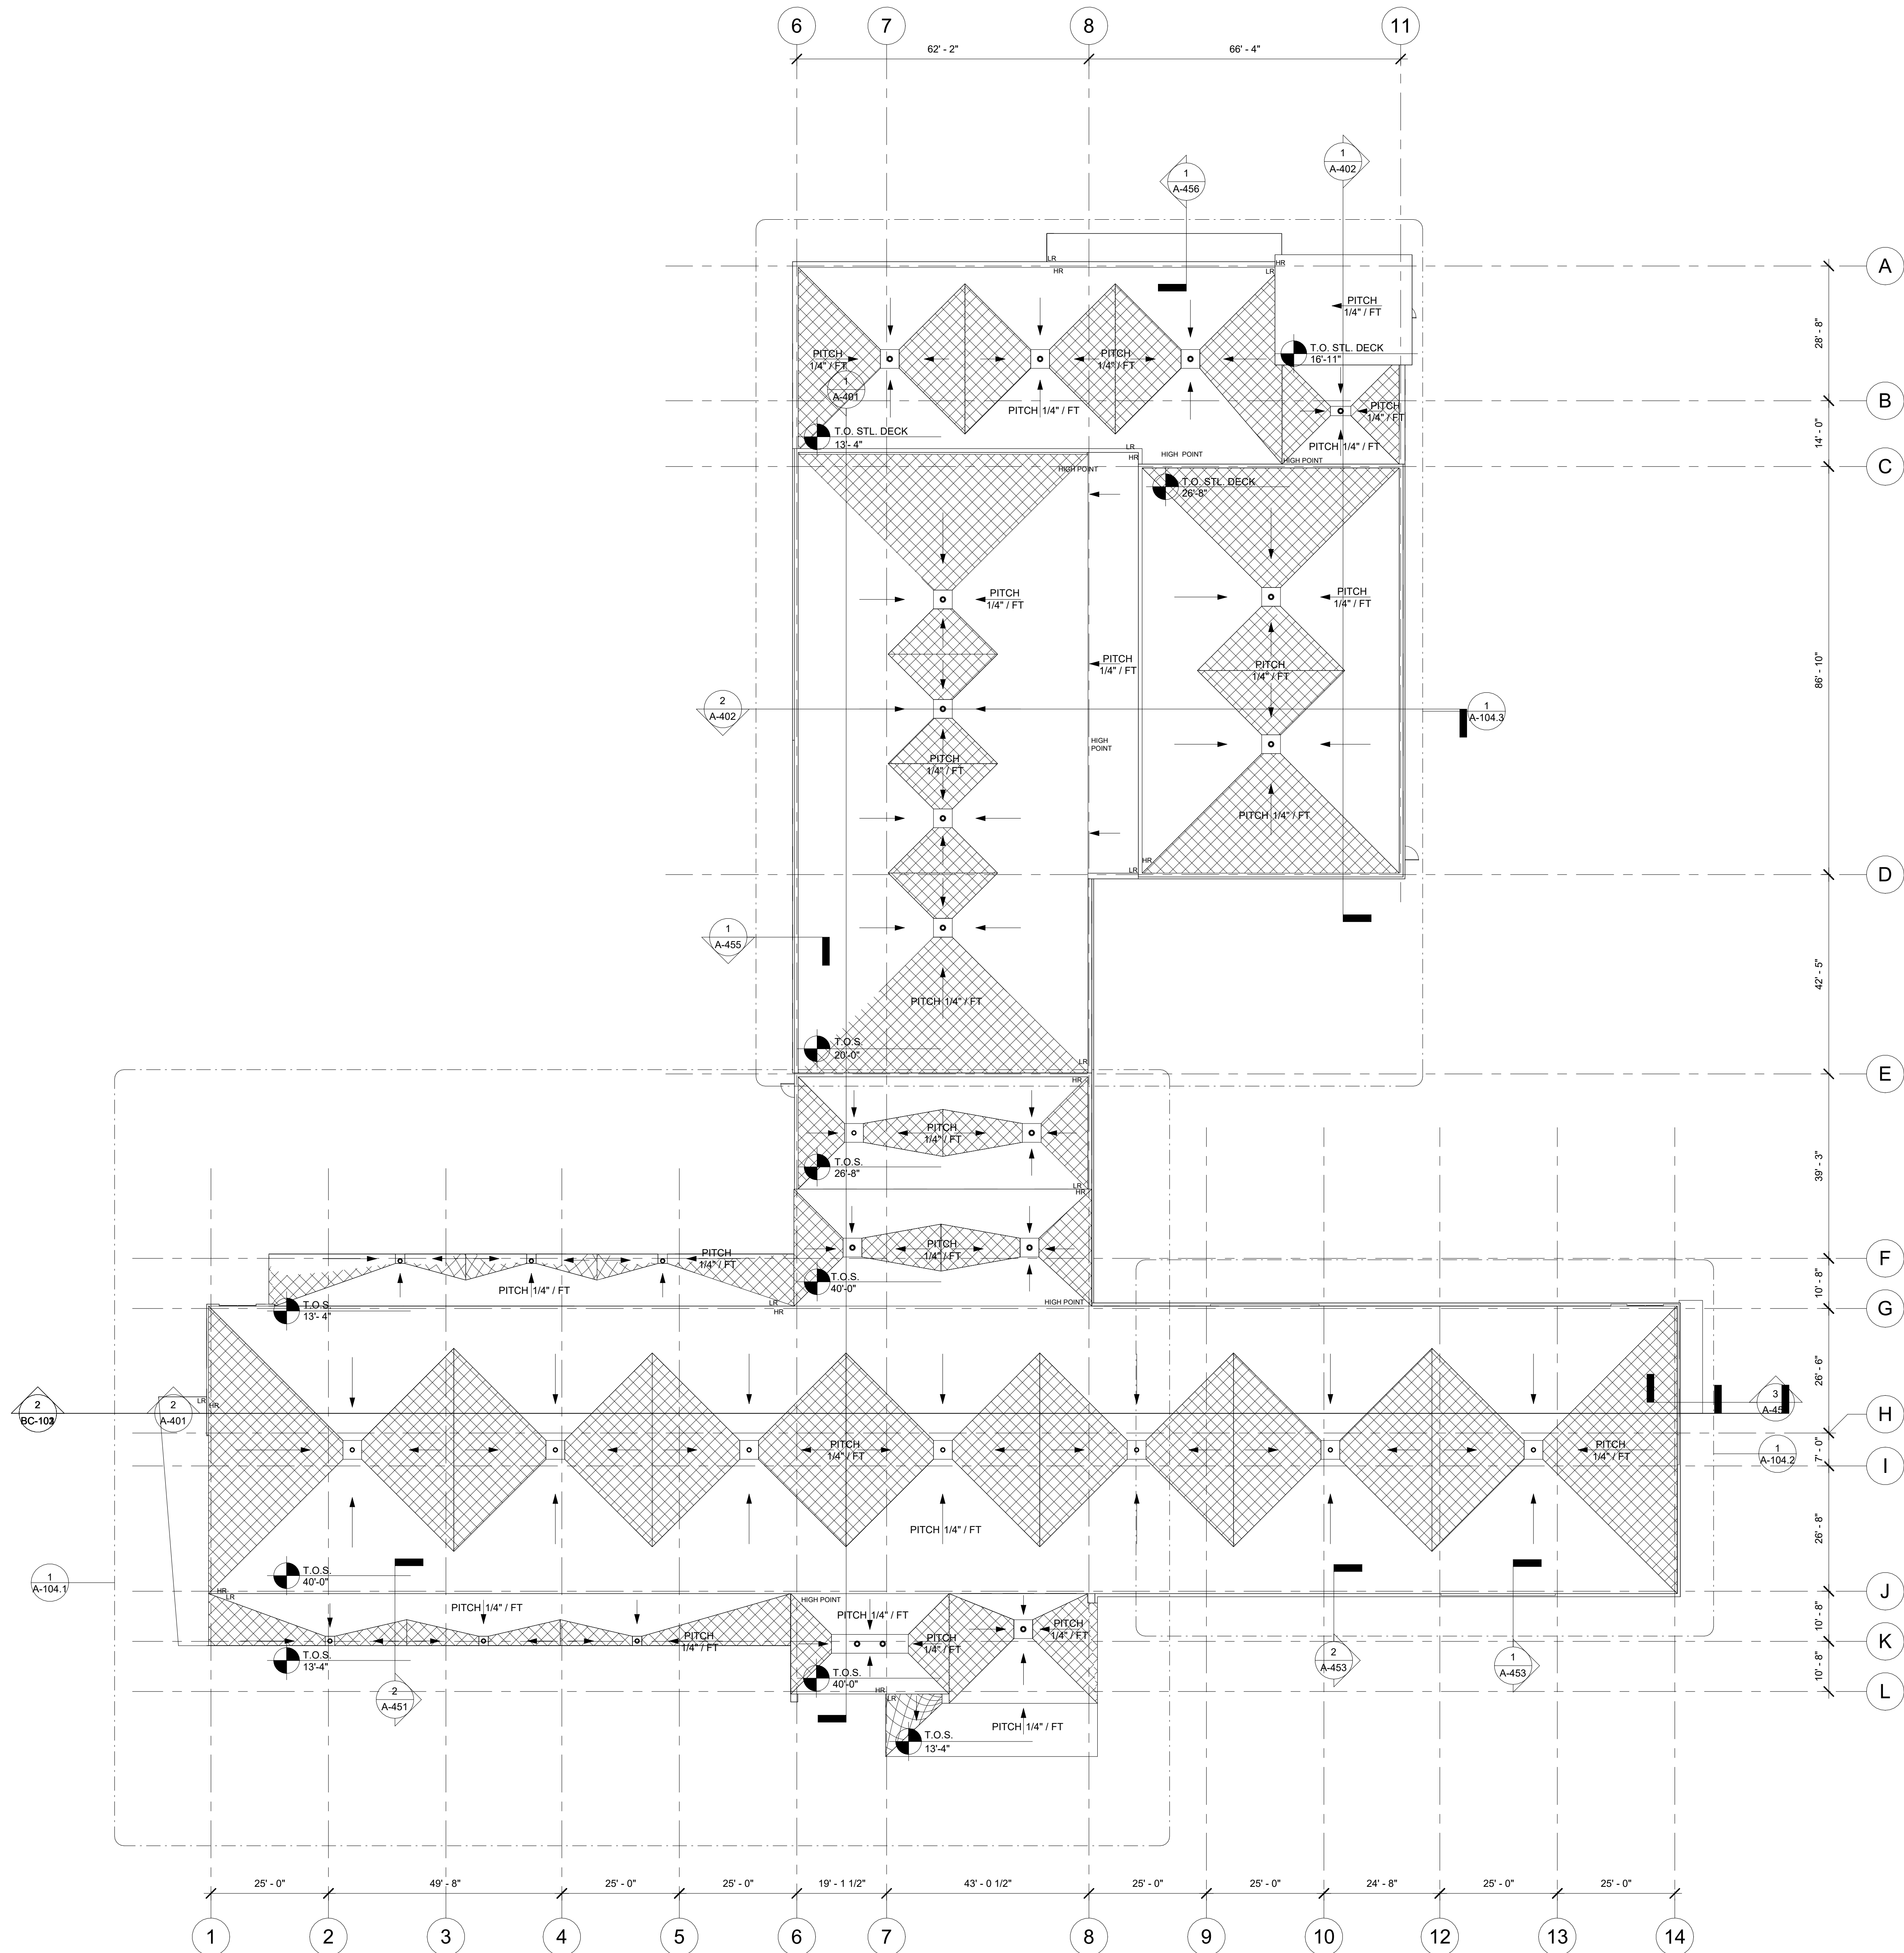 6
7
8
11
62' - 2"
66' - 4"
1
A-402
1
A-456
LR
HR
HR
LR
A
PITCH
1/4" / FT
28' - 8"
T.O. STL. DECK
16'-11"
PITCH
1/4" / FT
PITCH
1/4" / FT
1
A-401
B
PITCH
1/4" / FT
PITCH 1/4" / FT
T.O. STL. DECK
13'- 4"
14' - 0"
LR
HR
HIGH POINT
PITCH 1/4" / FT
HIGH POINT
HIGH POINT
C
T.O. STL. DECK
26'-8"
PITCH
1/4" / FT
PITCH
1/4" / FT
PITCH
1/4" / FT
PITCH
1/4" / FT
86' - 10"
2
A-402
1
A-104.3
HIGH
POINT
PITCH
1/4" / FT
PITCH 1/4" / FT
HR
LR
D
1
A-455
42' - 5"
PITCH 1/4" / FT
T.O.S.
20'-0"
LR
HR
E
PITCH
1/4" / FT
T.O.S.
26'-8"
39' - 3"
LR
HR
PITCH
1/4" / FT
PITCH
1/4" / FT
F
T.O.S.
40'-0"
PITCH 1/4" / FT
10' - 8"
T.O.S.
13'- 4"
LR
HR
HIGH POINT
G
26' - 6"
LR
HR
2
A-401
2
3
H
PITCH
1/4" / FT
PITCH
1/4" / FT
7' - 0"
1
A-104.2
I
PITCH 1/4" / FT
26' - 8"
T.O.S.
40'-0"
1
A-104.1
HR
LR
J
PITCH 1/4" / FT
HIGH POINT
PITCH 1/4" / FT
PITCH
1/4" / FT
10' - 8"
PITCH
1/4" / FT
PITCH
1/4" / FT
K
T.O.S.
13'-4"
T.O.S.
40'-0"
2
A-453
1
A-453
10' - 8"
2
A-451
HR
LR
L
PITCH 1/4" / FT
T.O.S.
13'-4"
25' - 0"
49' - 8"
25' - 0"
25' - 0"
19' - 1 1/2"
43' - 0 1/2"
25' - 0"
25' - 0"
24' - 8"
25' - 0"
25' - 0"
1
2
3
4
5
6
7
8
9
10
12
13
14